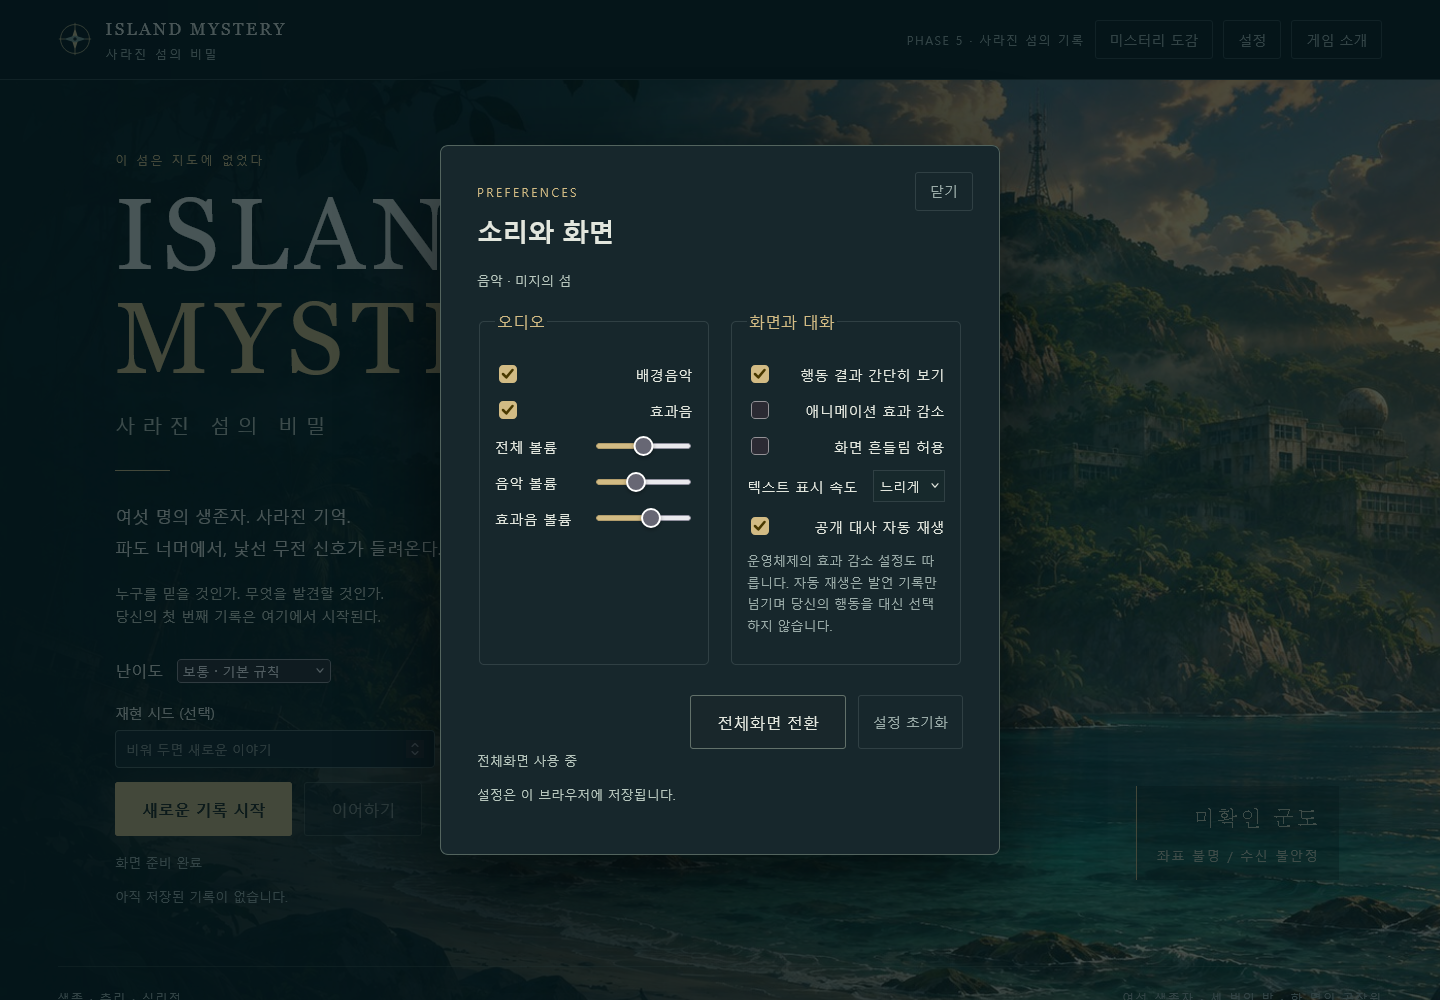 ISLAND MYSTERY
사라진 섬의 비밀
PHASE 5 · 사라진 섬의 기록
미스터리 도감
설정
게임 소개
이 섬은 지도에 없었다
ISLAN
MYST
사라진 섬의 비밀
여섯 명의 생존자. 사라진 기억.
파도 너머에서, 낯선 무전 신호가 들려온다.
누구를 믿을 것인가. 무엇을 발견할 것인가.
당신의 첫 번째 기록은 여기에서 시작된다.
난이도
보통 · 기본 규칙
재현 시드 (선택)
비워 두면 새로운 이야기
새로운 기록 시작
이어하기
화면 준비 완료
아직 저장된 기록이 없습니다.
PREFERENCES
닫기
소리와 화면
음악 · 미지의 섬
오디오
배경음악
효과음
전체 볼륨
음악 볼륨
효과음 볼륨
화면과 대화
행동 결과 간단히 보기
애니메이션 효과 감소
화면 흔들림 허용
텍스트 표시 속도
느리게
공개 대사 자동 재생
운영체제의 효과 감소 설정도 따
릅니다. 자동 재생은 발언 기록만
넘기며 당신의 행동을 대신 선택
하지 않습니다.
전체화면 전환
설정 초기화
전체화면 사용 중
설정은 이 브라우저에 저장됩니다.
미확인 군도
좌표 불명 / 수신 불안정